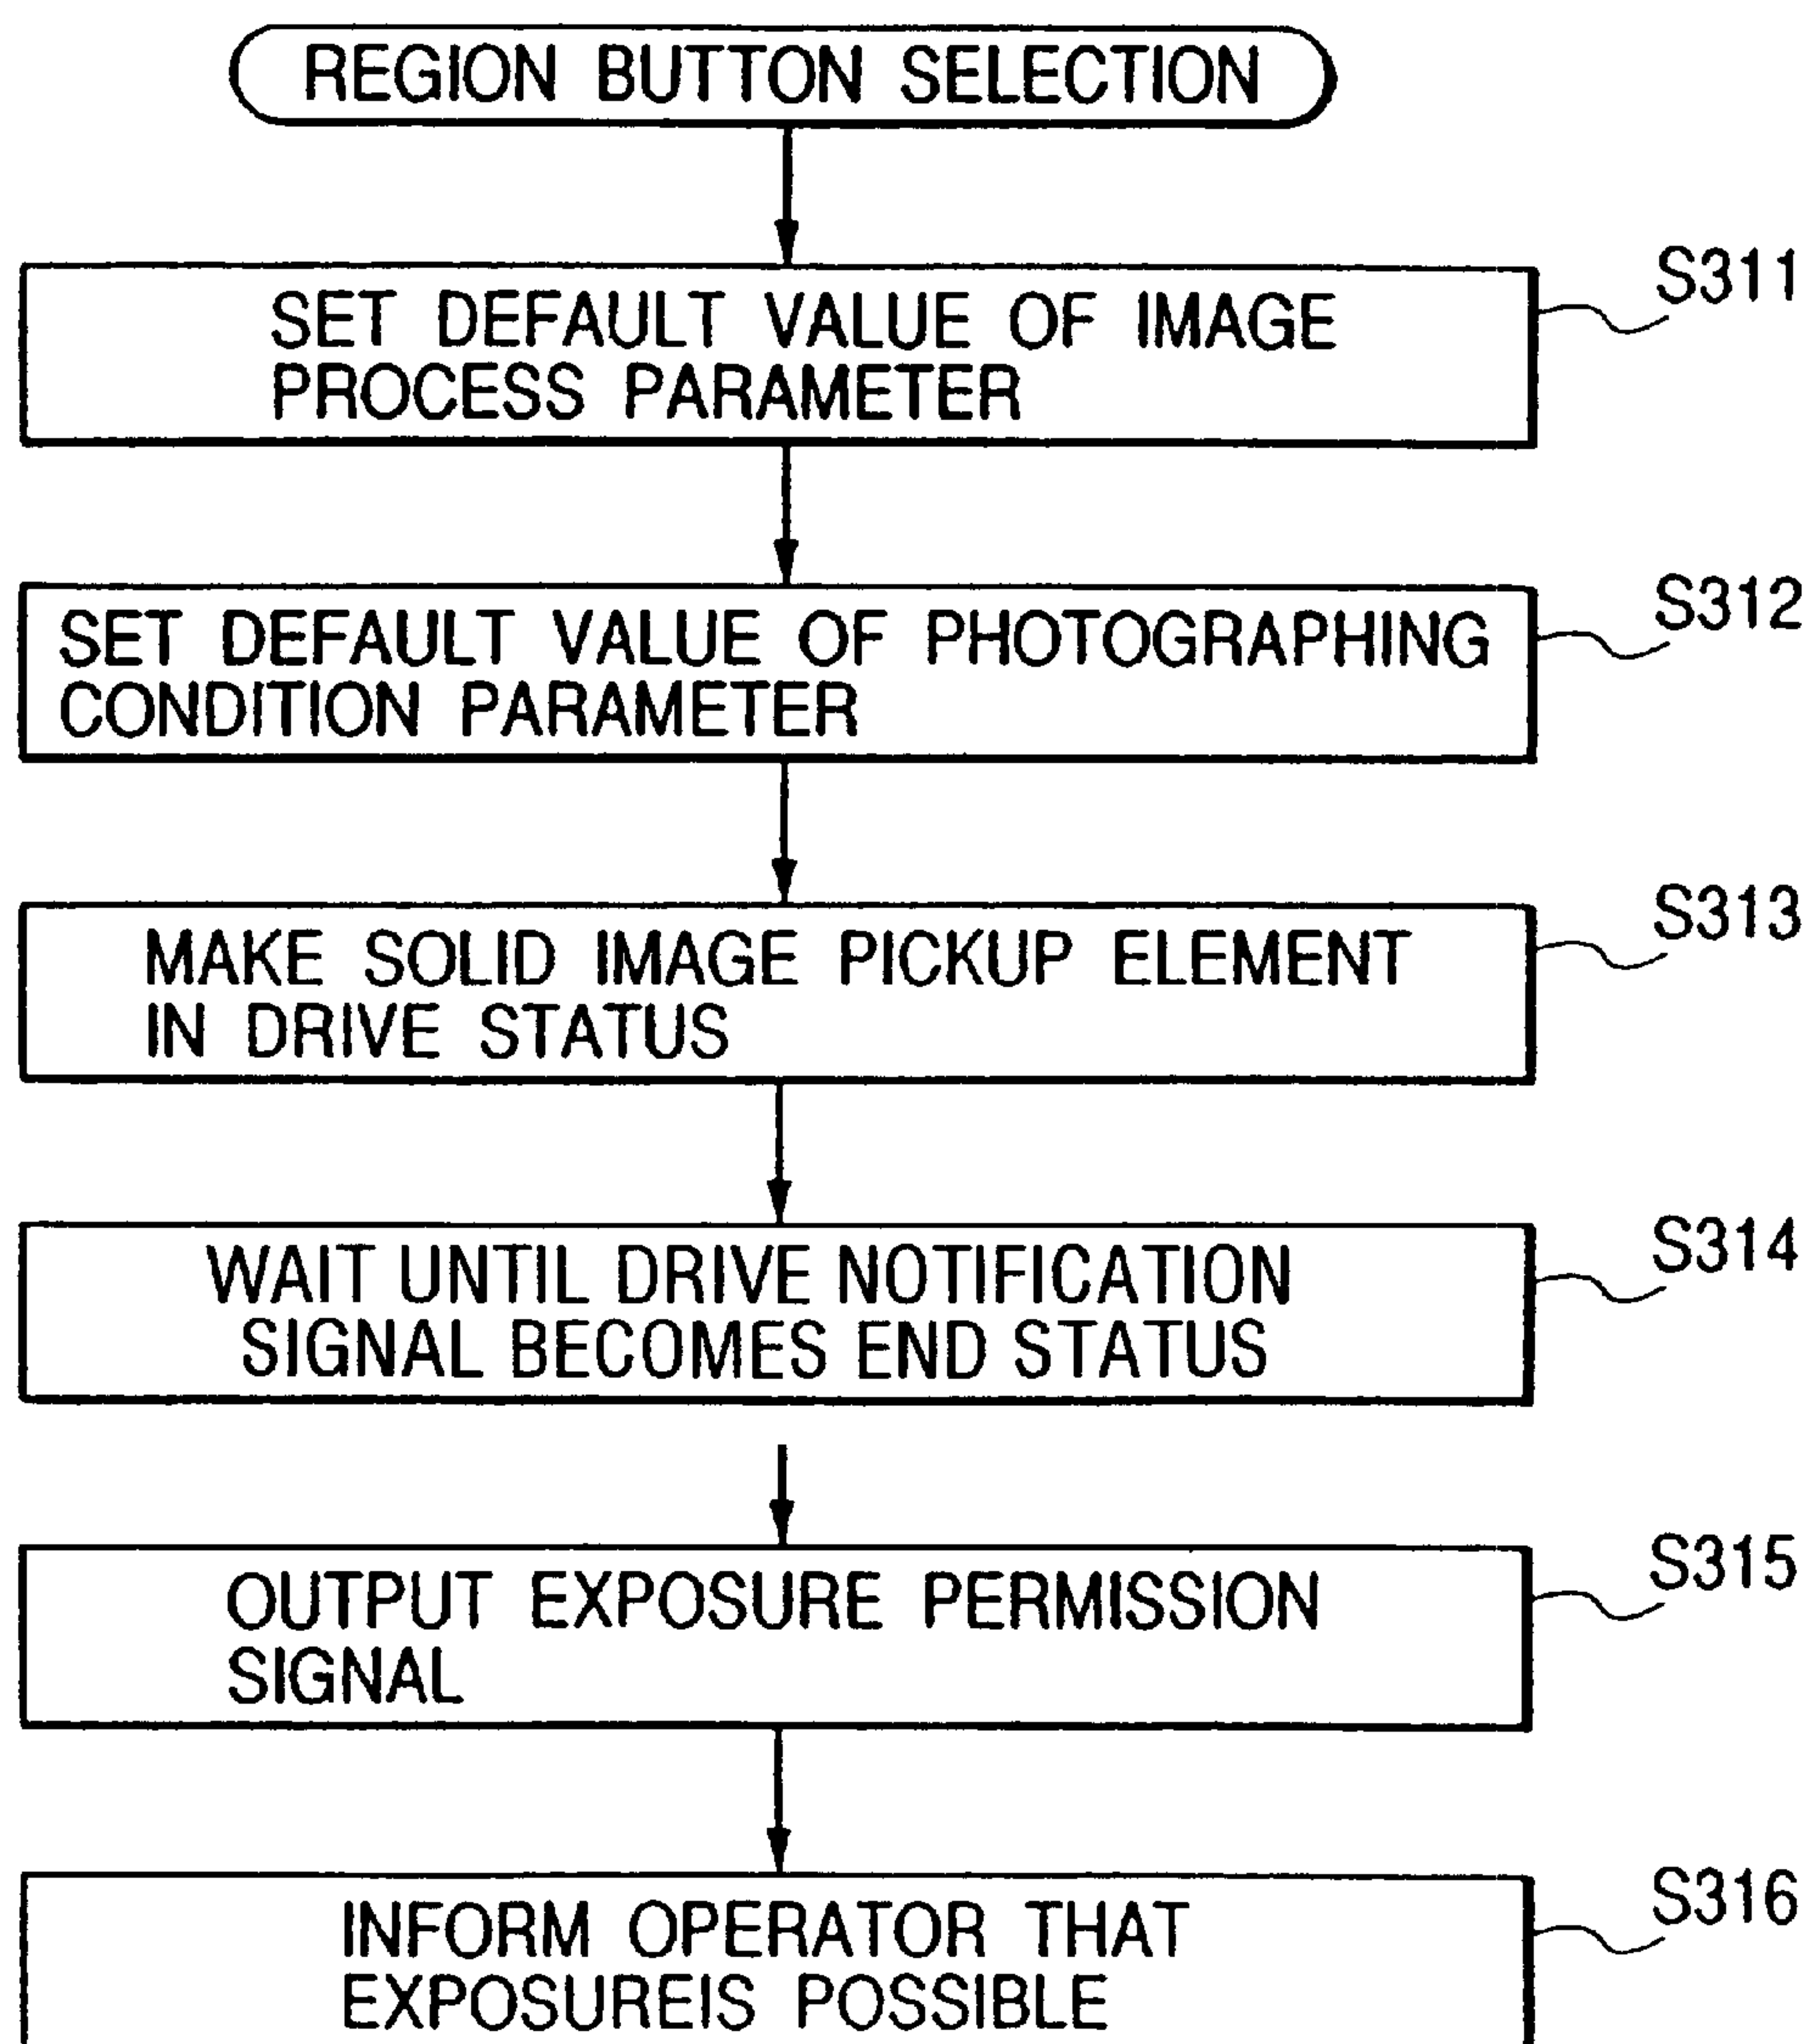 REGION BUTTON SELECTION
S311
SET DEFAULT VALUE OF IMAGE
PROCESS PARAMETER
S312
SET DEFAULT VALUE OF PHOTOGRAPHING
CONDITION PARAMETER
S313
MAKE SOLID IMAGE PICKUP ELEMENT
IN DRIVE STATUS
S314
WAIT UNTIL DRIVE NOTIFICATION
SIGNAL BECOMES END STATUS
S315
OUTPUT EXPOSURE PERMISSION
SIGNAL
S316
INFORM OPERATOR THAT
EXPOSUREIS POSSIBLE